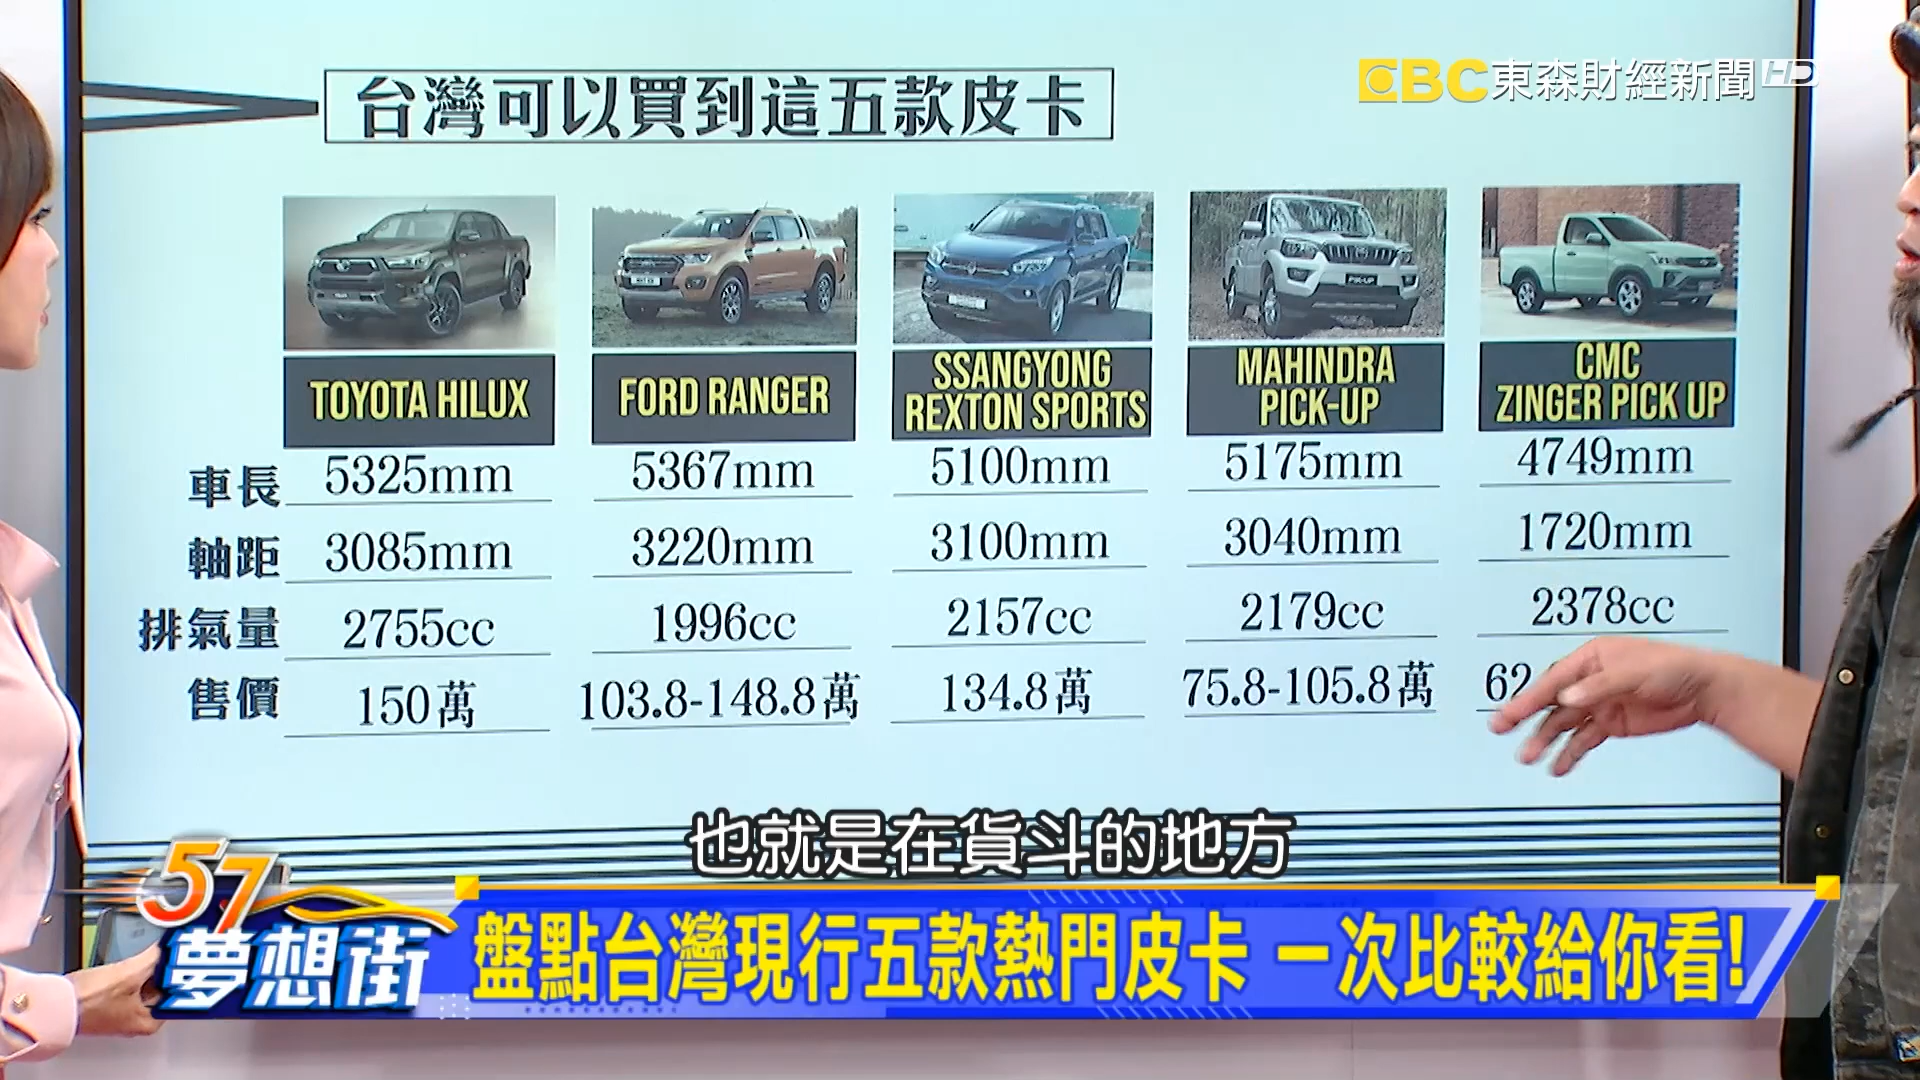 EBC東森財經新聞HD
台灣可以買到這五款皮卡
TOYOTA HILUX
FORD RANGER
SSANGYONG
REXTON SPORTS
MAHINDRA
PICK-UP
CMC
ZINGER PICK UP
車長 5325mm 5367mm 5100mm 5175mm 4749mm
軸距 3085mm 3220mm 3100mm 3040mm 1720mm
排氣量 2755cc 1996cc 2157cc 2179cc 2378cc
售價 150萬 103.8-148.8萬 134.8萬 75.8-105.8萬 62
也就是在貨斗的地方
57夢想街
盤點台灣現行五款熱門皮卡 一次比較給你看!